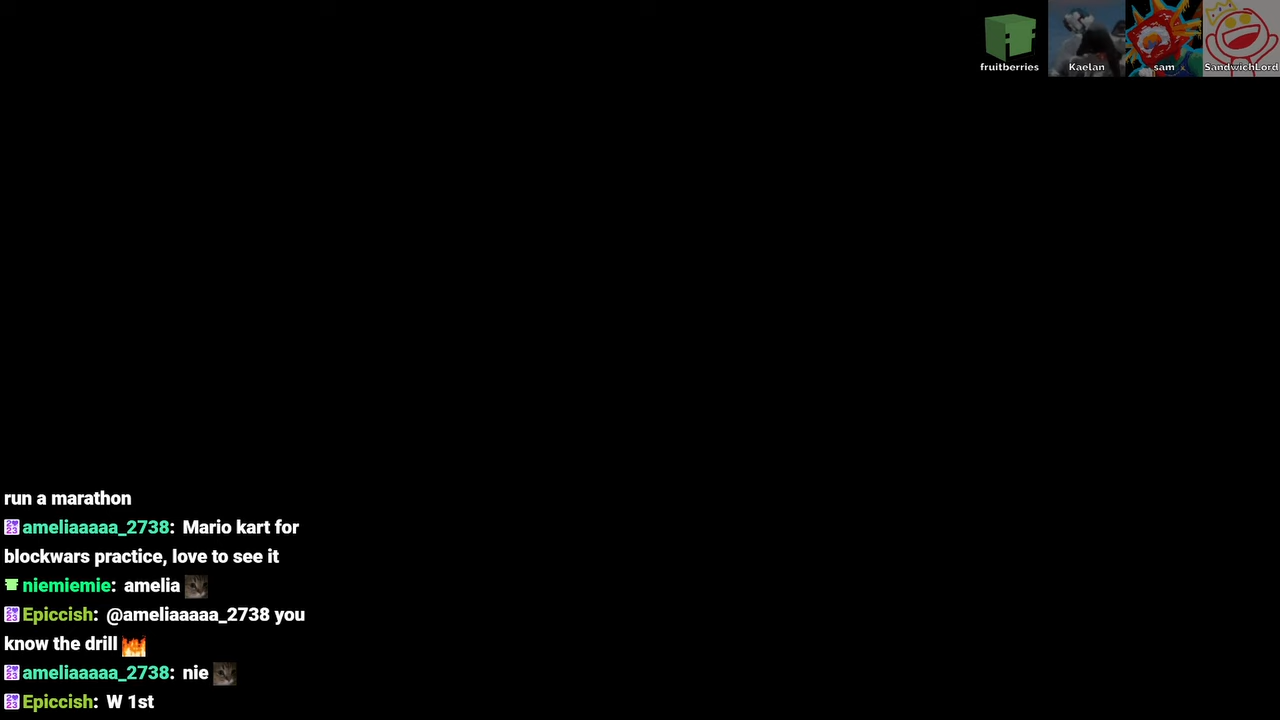 fruitberries Kaelan sam SandwichLord
run a marathon
ameliaaaaa_2738: Mario kart for
blockwars practice, love to see it
niemiemie: amelia
Epiccish: @ameliaaaaa_2738 you
know the drill
ameliaaaaa_2738: nie
Epiccish: W 1st